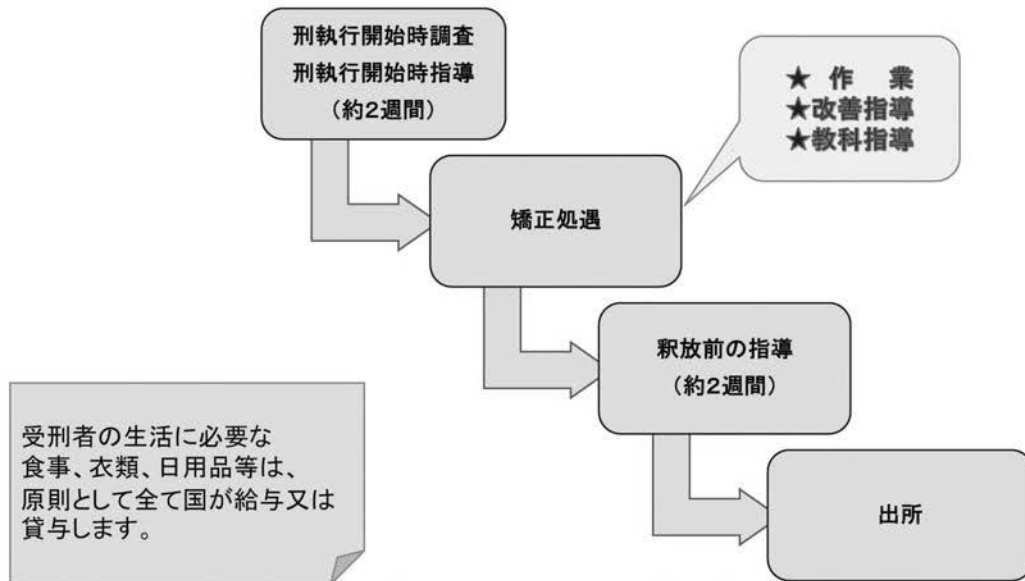 刑執行開始時調査
刑執行開始時指導
(約2週間)
★ 作　業
★改善指導
★教科指導
矯正処遇
釈放前の指導
(約2週間)
受刑者の生活に必要な
食事、衣類、日用品等は、
原則として全て国が給与又は
貸与します。
出所